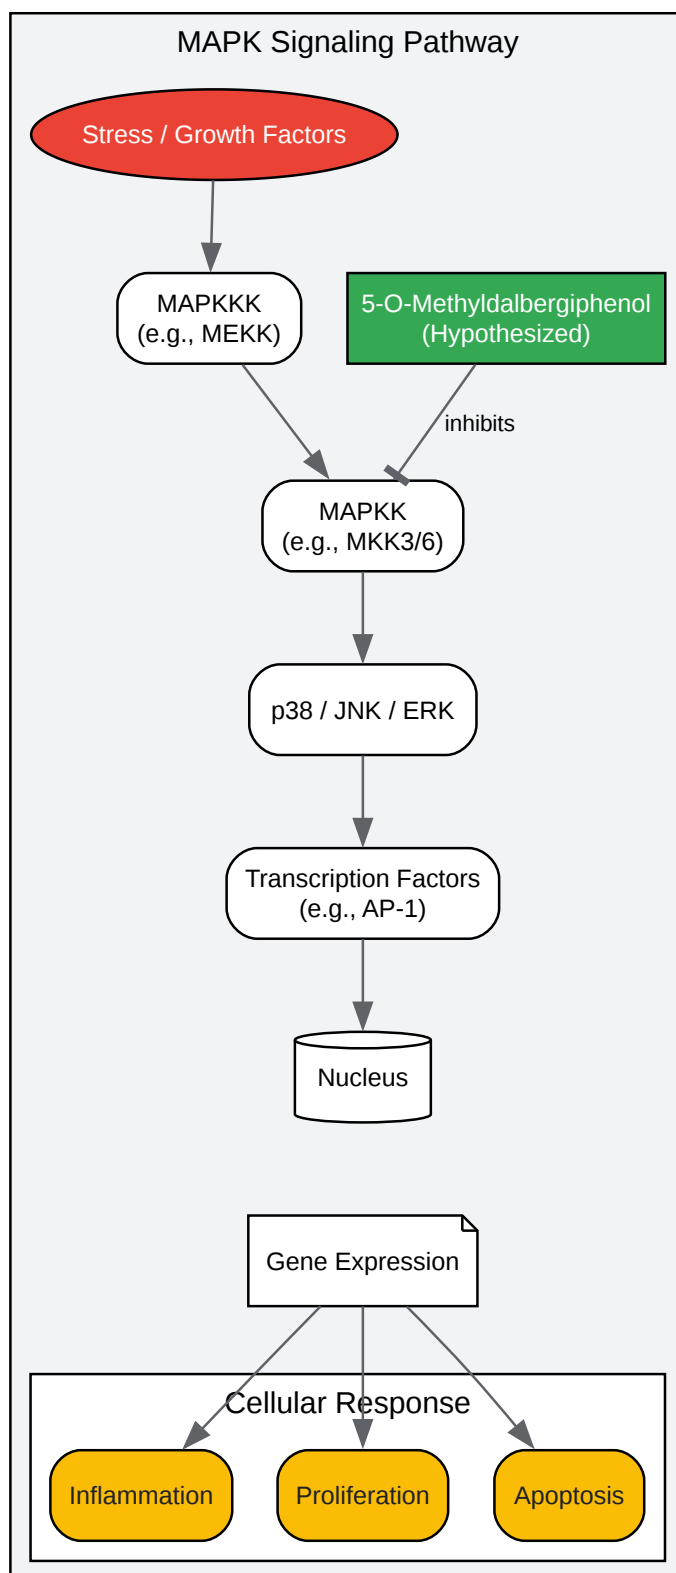 MAPK Signaling Pathway
Stress / Growth Factors
MAPKKK
(e.g., MEKK)
5-O-Methyldalbergiphenol
(Hypothesized)
inhibits
MAPKK
(e.g., MKK3/6)
p38 / JNK / ERK
Transcription Factors
(e.g., AP-1)
Nucleus
Gene Expression
Cellular Response
Inflammation
Proliferation
Apoptosis